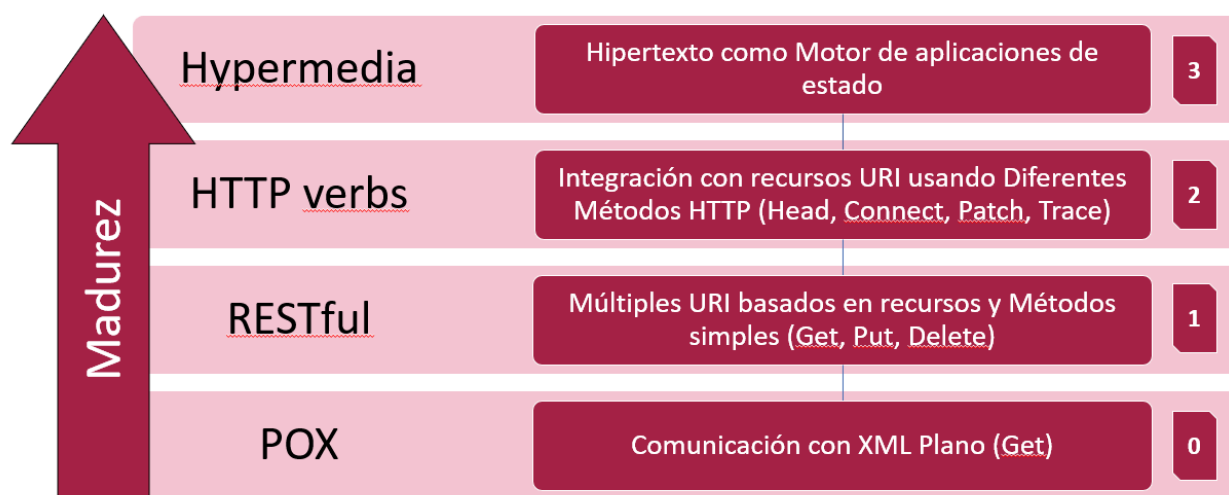 Madurez
Hypermedia
Hipertexto como Motor de aplicaciones de
estado
3
HTTP verbs
Integración con recursos URI usando Diferentes
Métodos HTTP (Head, Connect, Patch, Trace)
2
RESTful
Múltiples URI basados en recursos y Métodos
simples (Get, Put, Delete)
1
POX
Comunicación con XML Plano (Get)
0